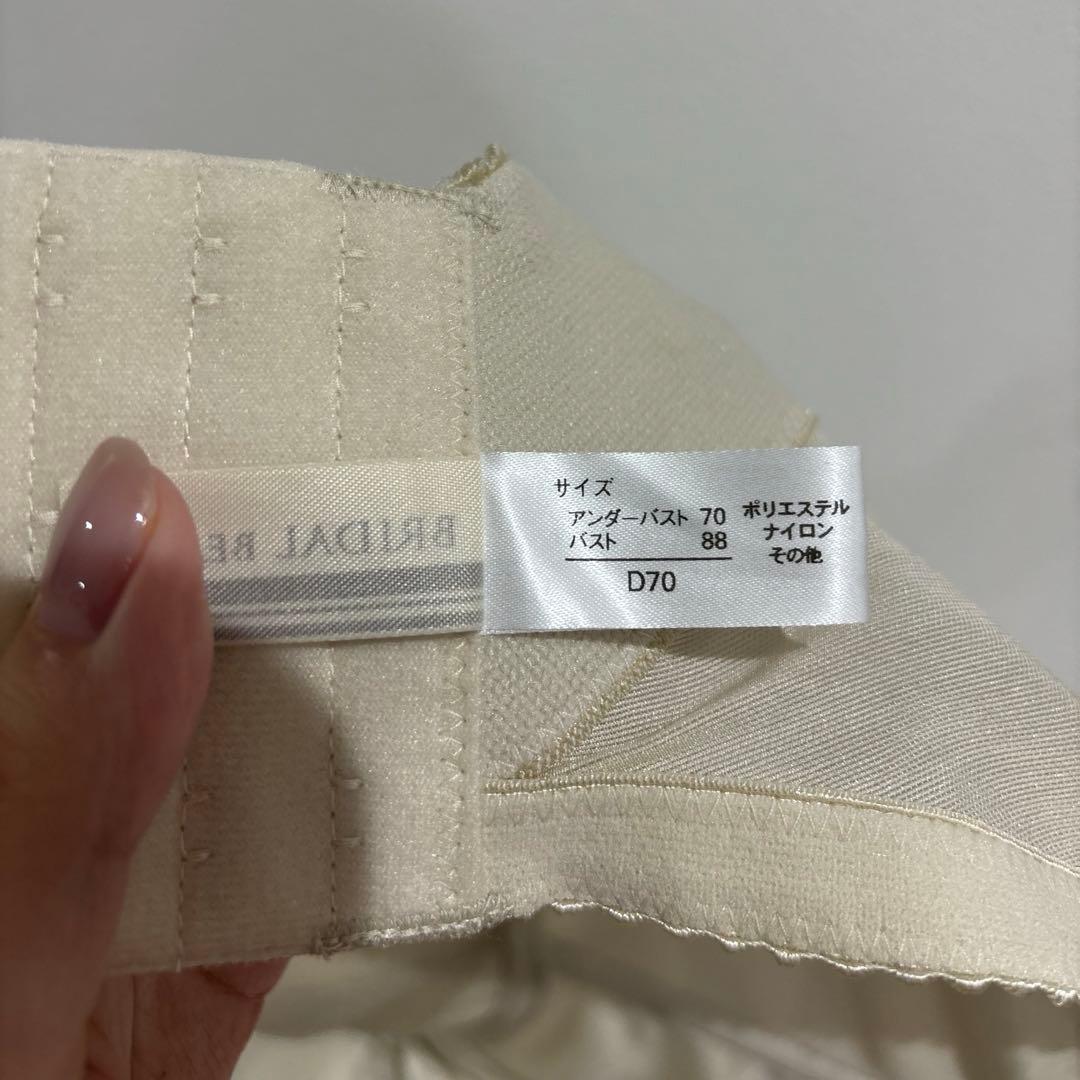 BRIDAL
サイズ
アンダーバスト 70
バスト 88
D70
ポリエステル
ナイロン
その他